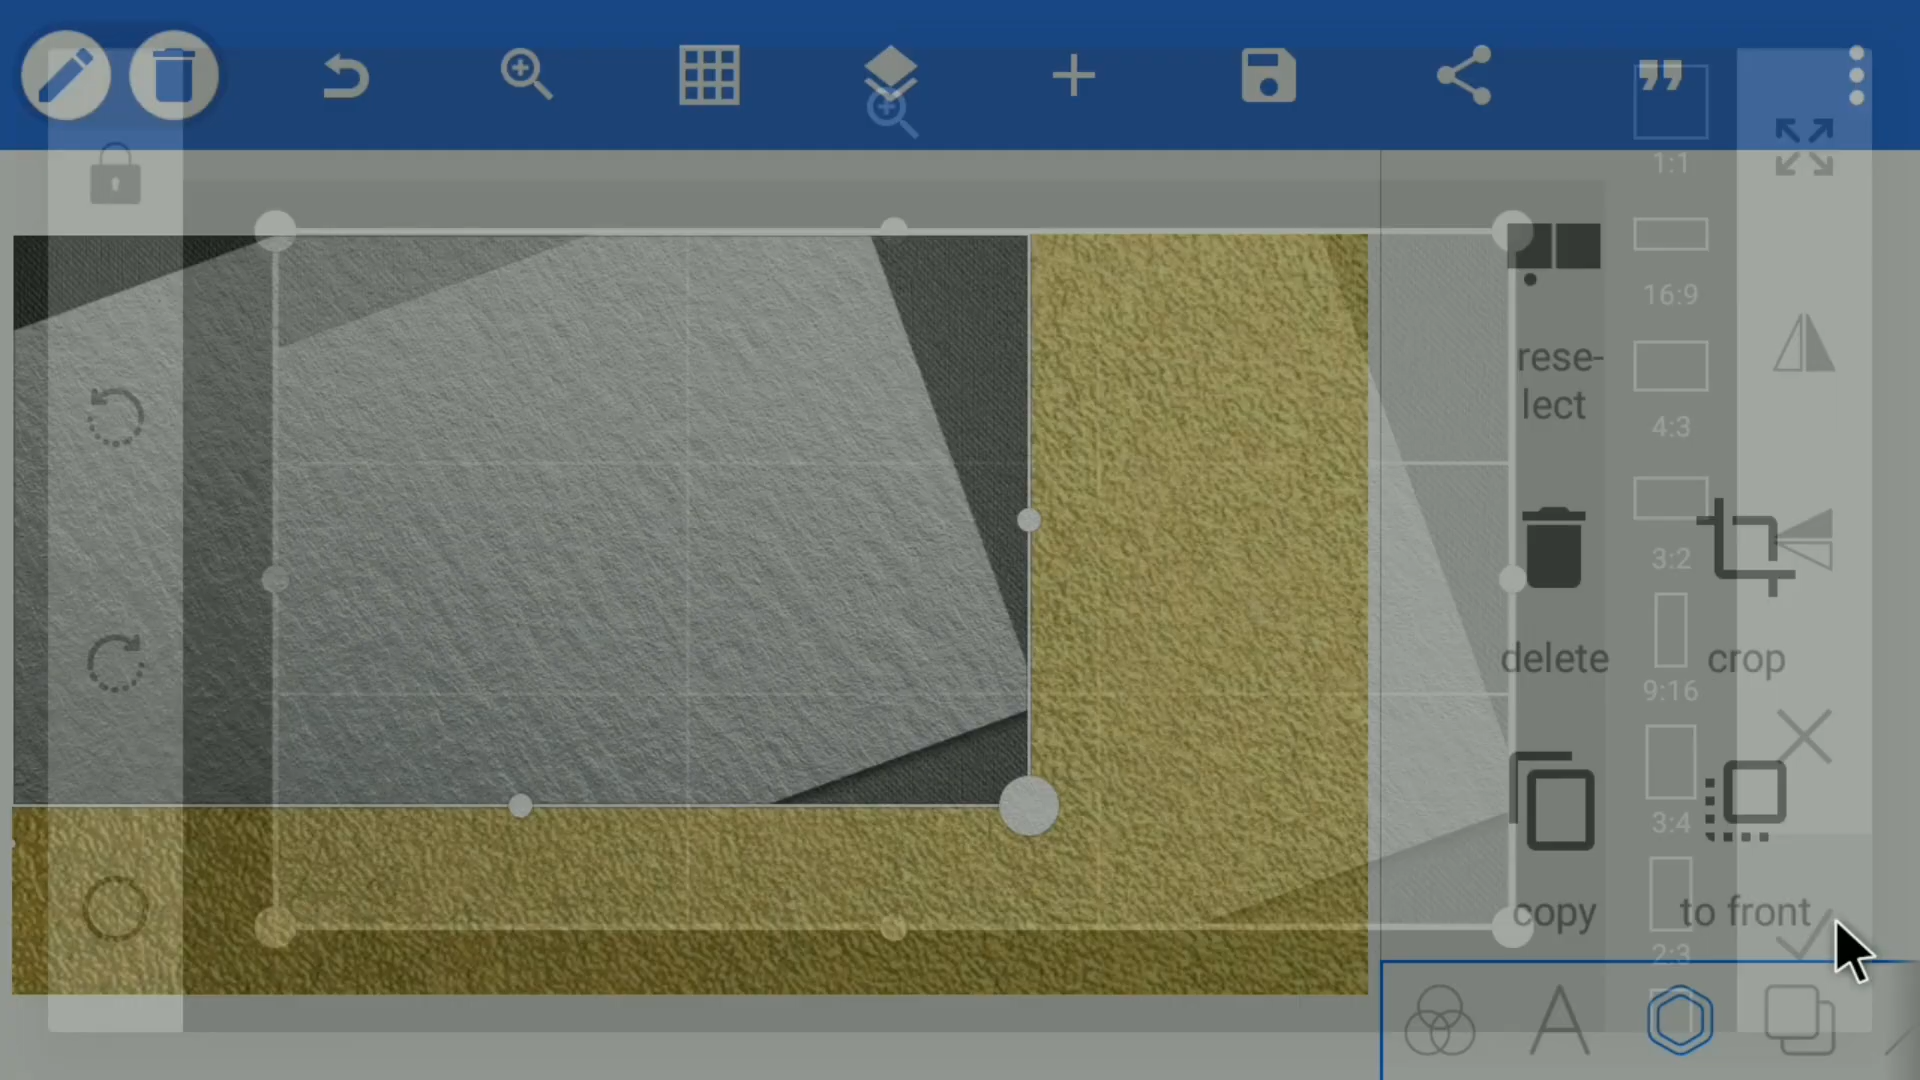 1:1
16:9
rese-
lect
4:3
3:2
delete
crop
9:16
3:4
copy
to front
2:3